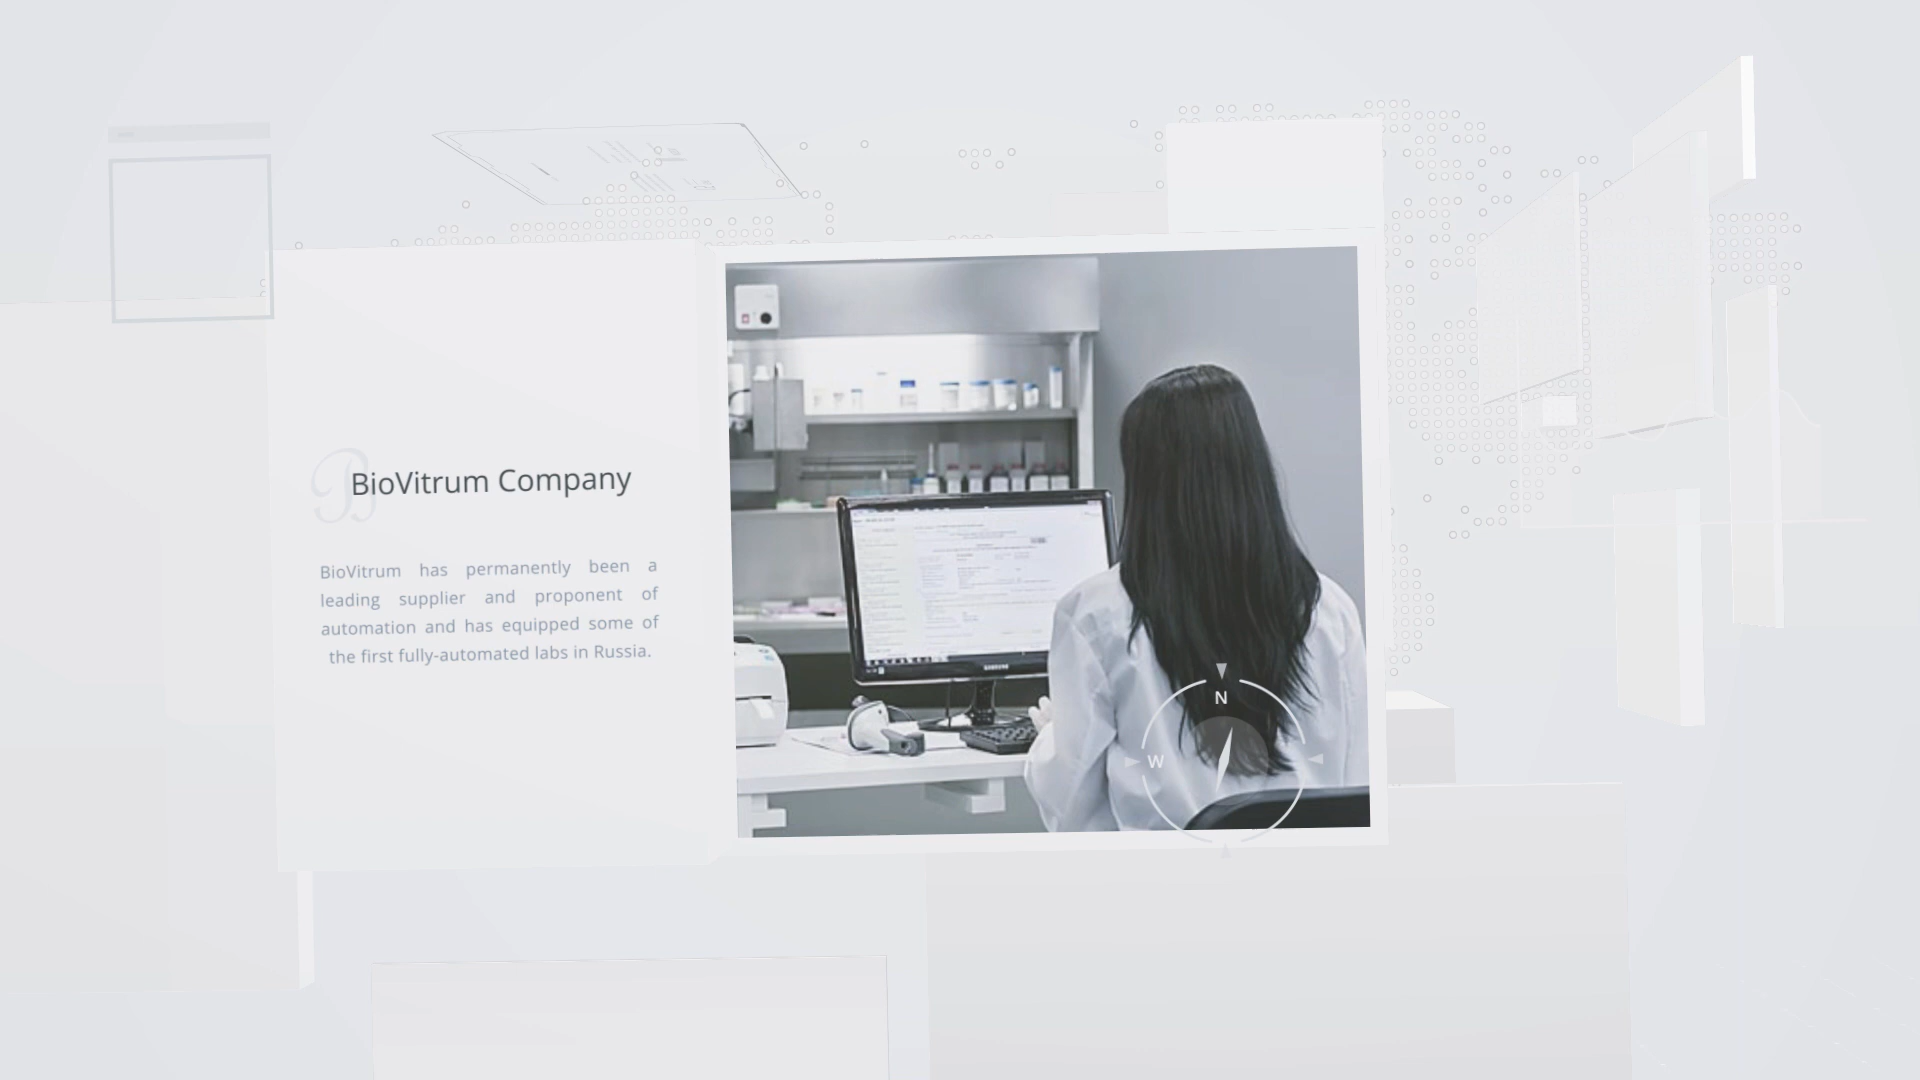 BioVitrum Company
BioVitrum has permanently been a
leading supplier and proponent of
automation and has equipped some of
the first fully-automated labs in Russia.
SAMSUNG
N
W